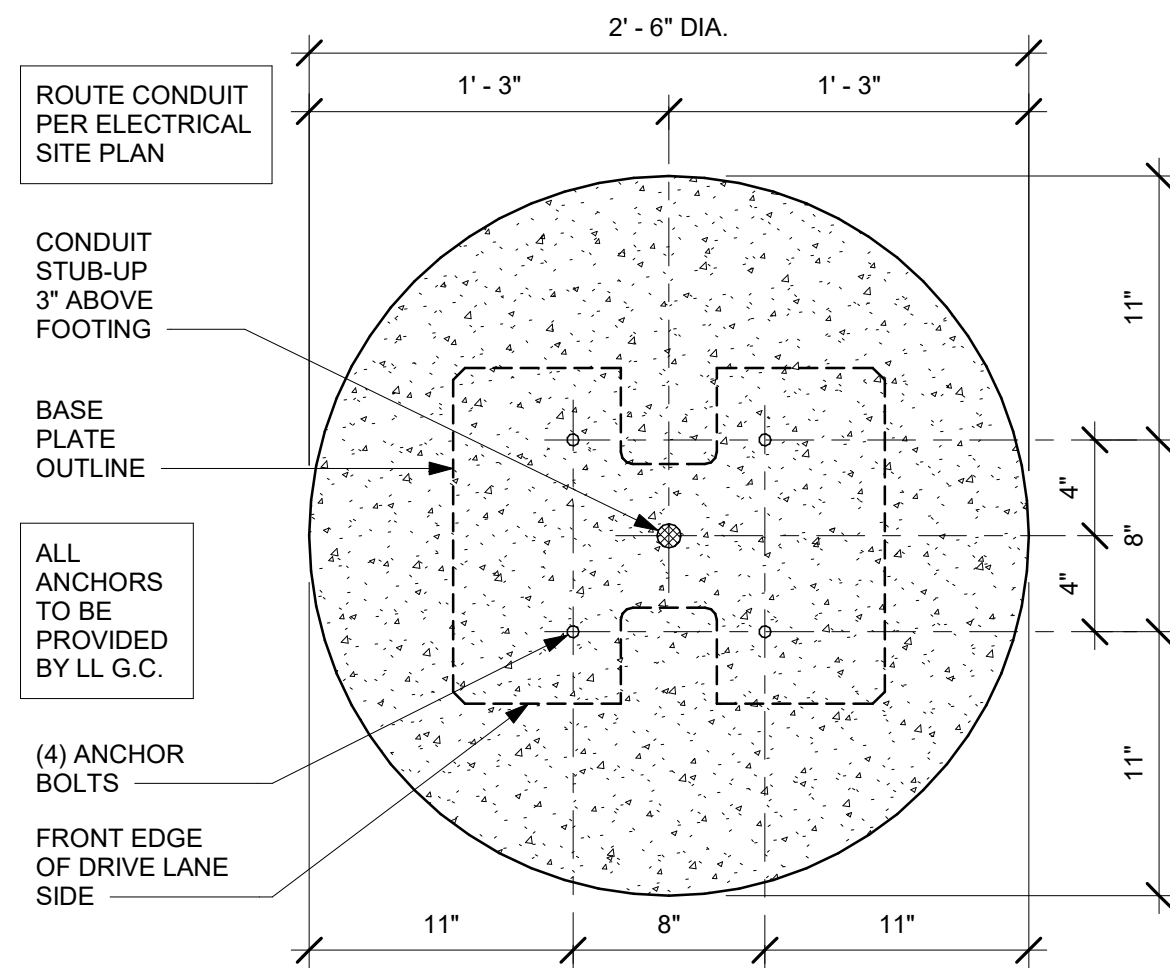 2' - 6" DIA.
1' - 3"
1' - 3"
ROUTE CONDUIT
PER ELECTRICAL
SITE PLAN
CONDUIT
STUB-UP
3" ABOVE
FOOTING
BASE
PLATE
OUTLINE
ALL
ANCHORS
TO BE
PROVIDED
BY LL G.C.
(4) ANCHOR
BOLTS
FRONT EDGE
OF DRIVE LANE
SIDE
11"
4"
8"
4"
11"
11"
8"
11"